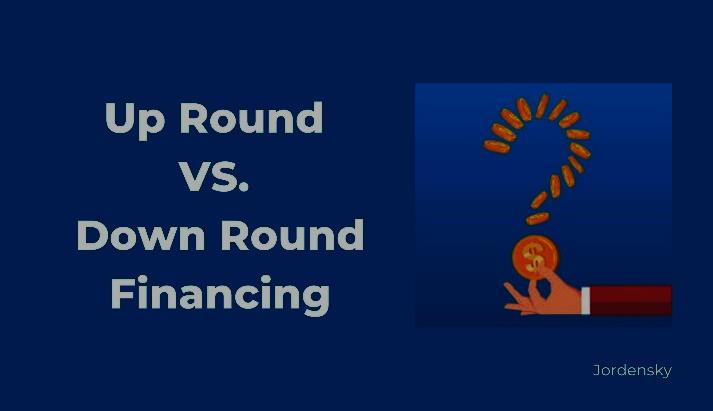 Up Round
VS.
Down Round
Financing
$
Jordensky